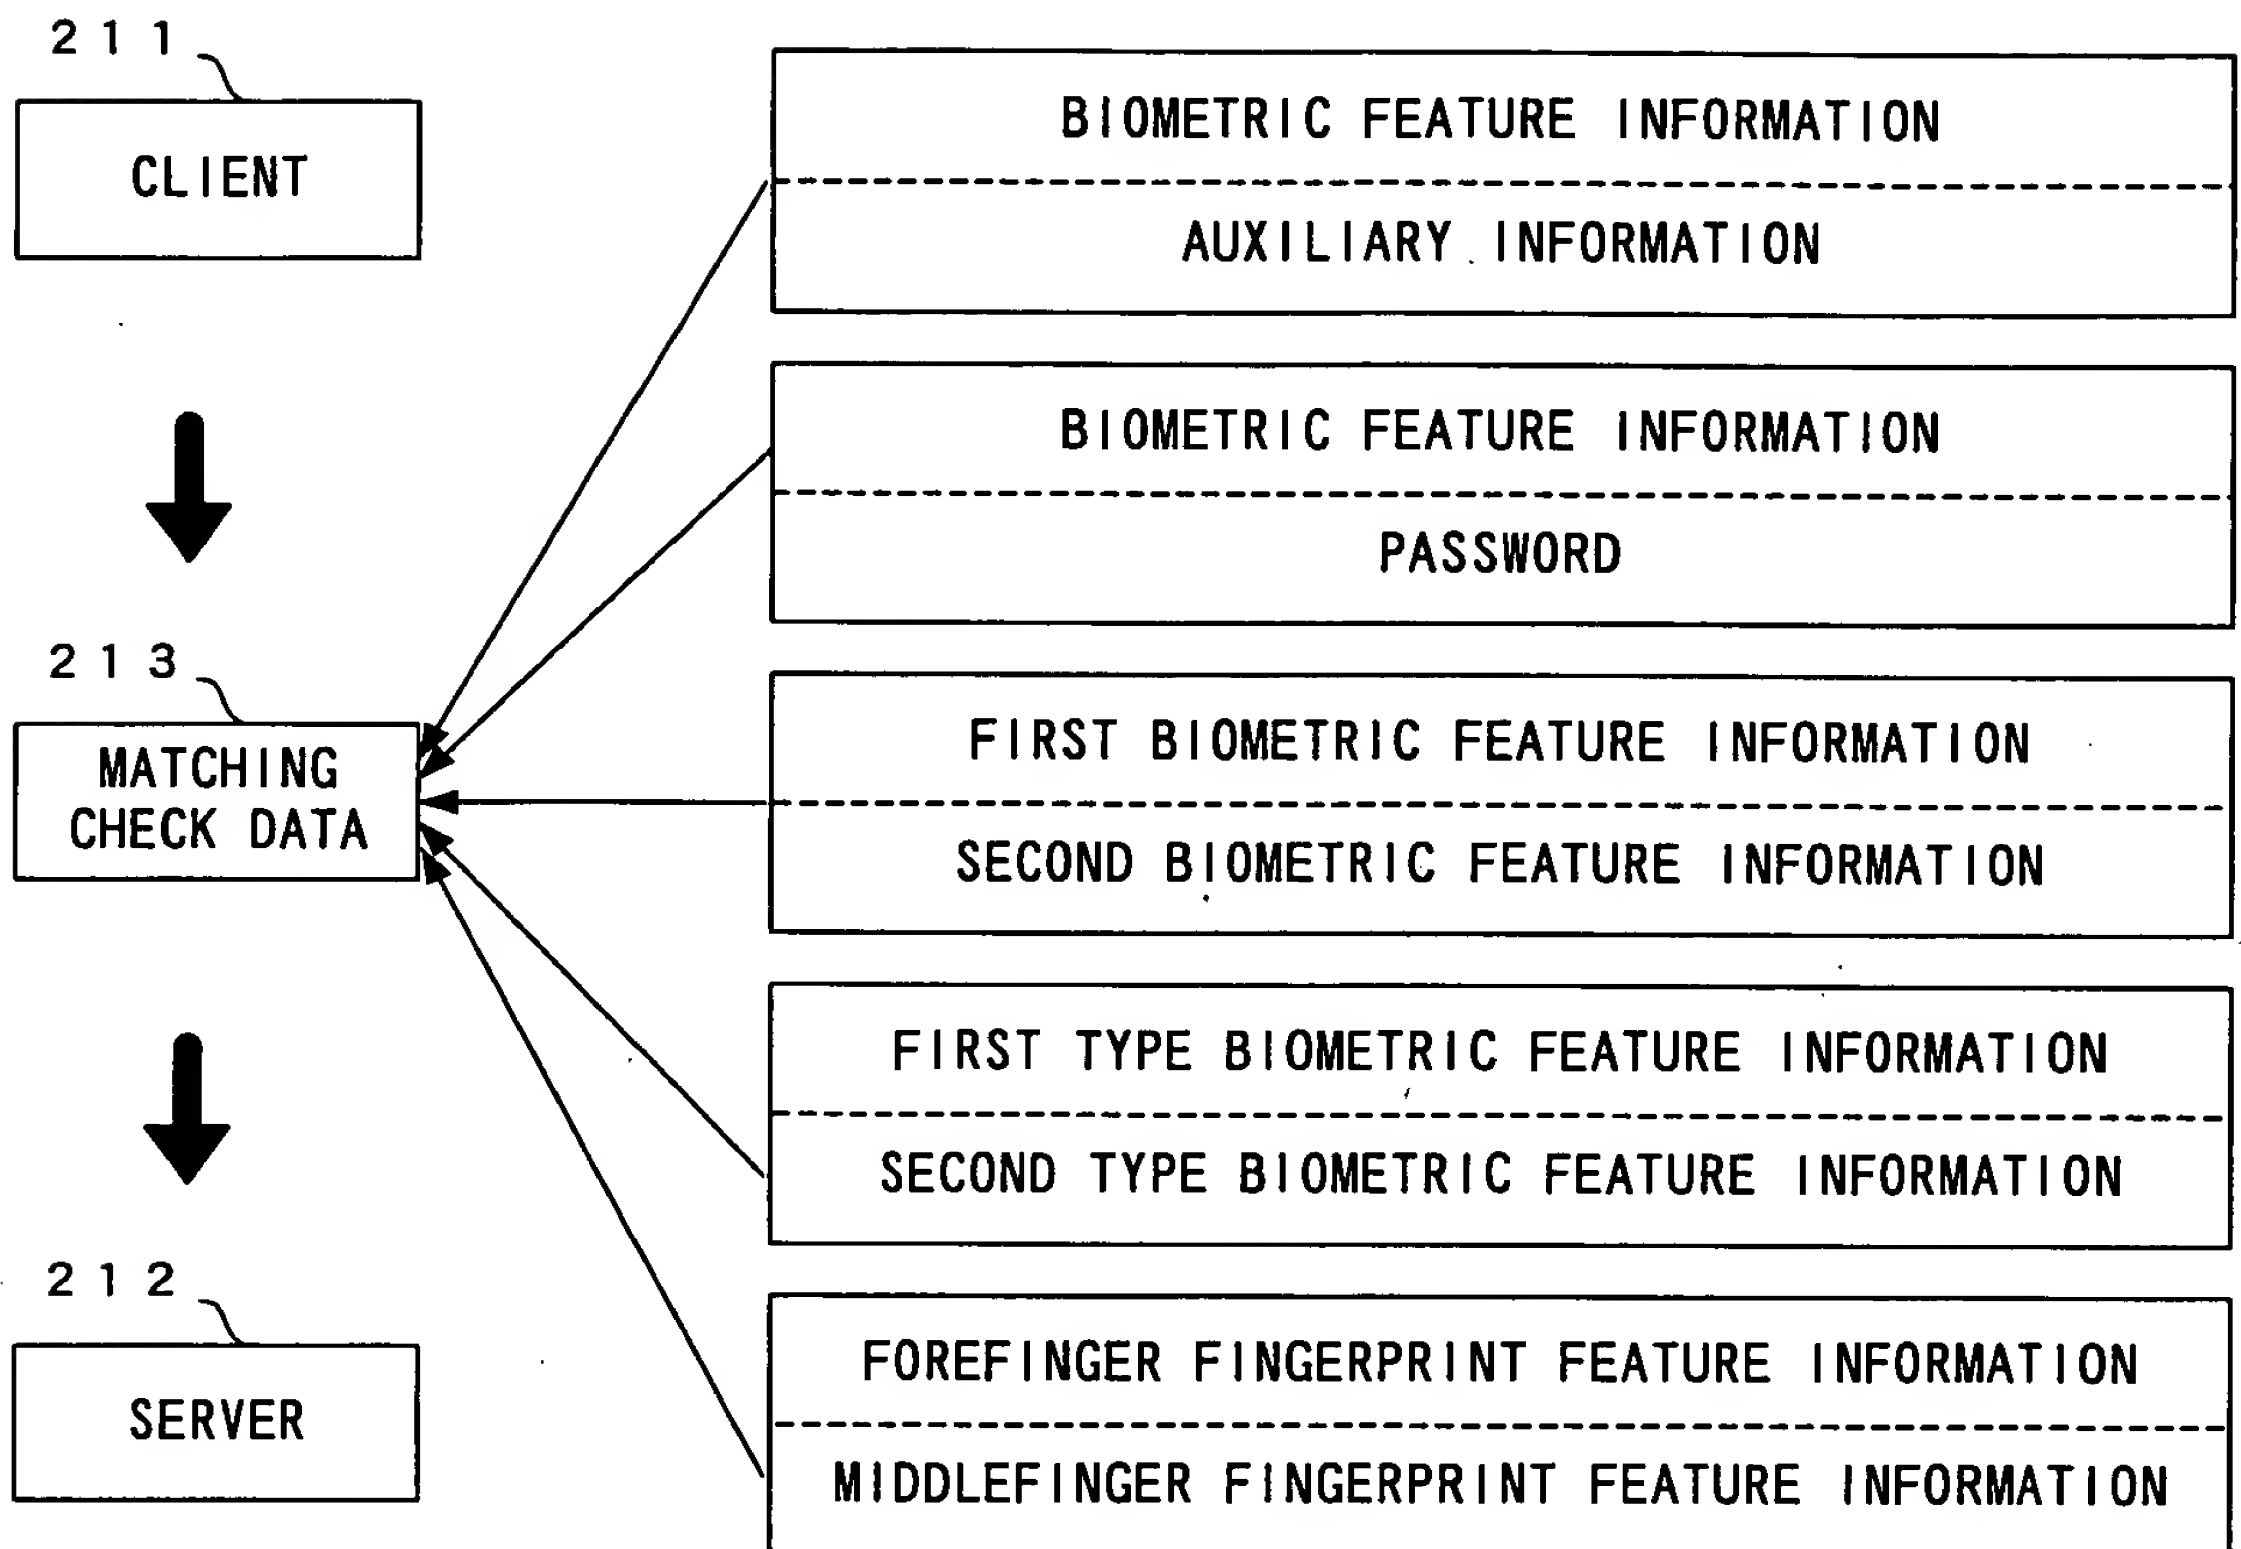 211
CLIENT
213
MATCHING
CHECK DATA
212
SERVER
BIOMETRIC FEATURE INFORMATION
AUXILIARY INFORMATION
BIOMETRIC FEATURE INFORMATION
PASSWORD
FIRST BIOMETRIC FEATURE INFORMATION
SECOND BIOMETRIC FEATURE INFORMATION
FIRST TYPE BIOMETRIC FEATURE INFORMATION
SECOND TYPE BIOMETRIC FEATURE INFORMATION
FOREFINGER FINGERPRINT FEATURE INFORMATION
MIDDLEFINGER FINGERPRINT FEATURE INFORMATION